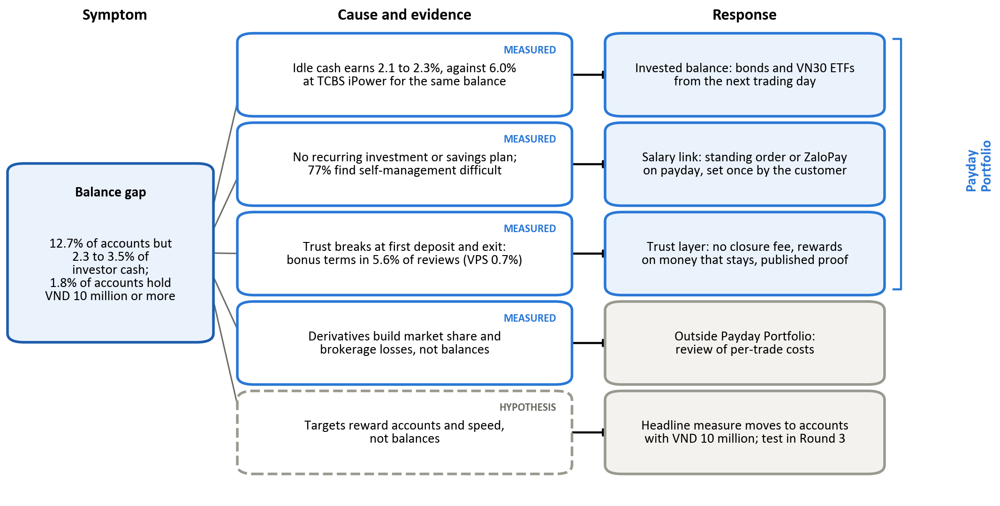 Symptom
Cause and evidence
Response
Balance gap
12.7% of accounts but
2.3 to 3.5% of
investor cash;
1.8% of accounts hold
VND 10 million or more
MEASURED
Idle cash earns 2.1 to 2.3%, against 6.0%
at TCBS iPower for the same balance
Invested balance: bonds and VN30 ETFs
from the next trading day
MEASURED
No recurring investment or savings plan;
77% find self-management difficult
Salary link: standing order or ZaloPay
on payday, set once by the customer
MEASURED
Trust breaks at first deposit and exit:
bonus terms in 5.6% of reviews (VPS 0.7%)
Trust layer: no closure fee, rewards
on money that stays, published proof
MEASURED
Derivatives build market share and
brokerage losses, not balances
Outside Payday Portfolio:
review of per-trade costs
HYPOTHESIS
Targets reward accounts and speed,
not balances
Headline measure moves to accounts
with VND 10 million; test in Round 3
Payday
Portfolio